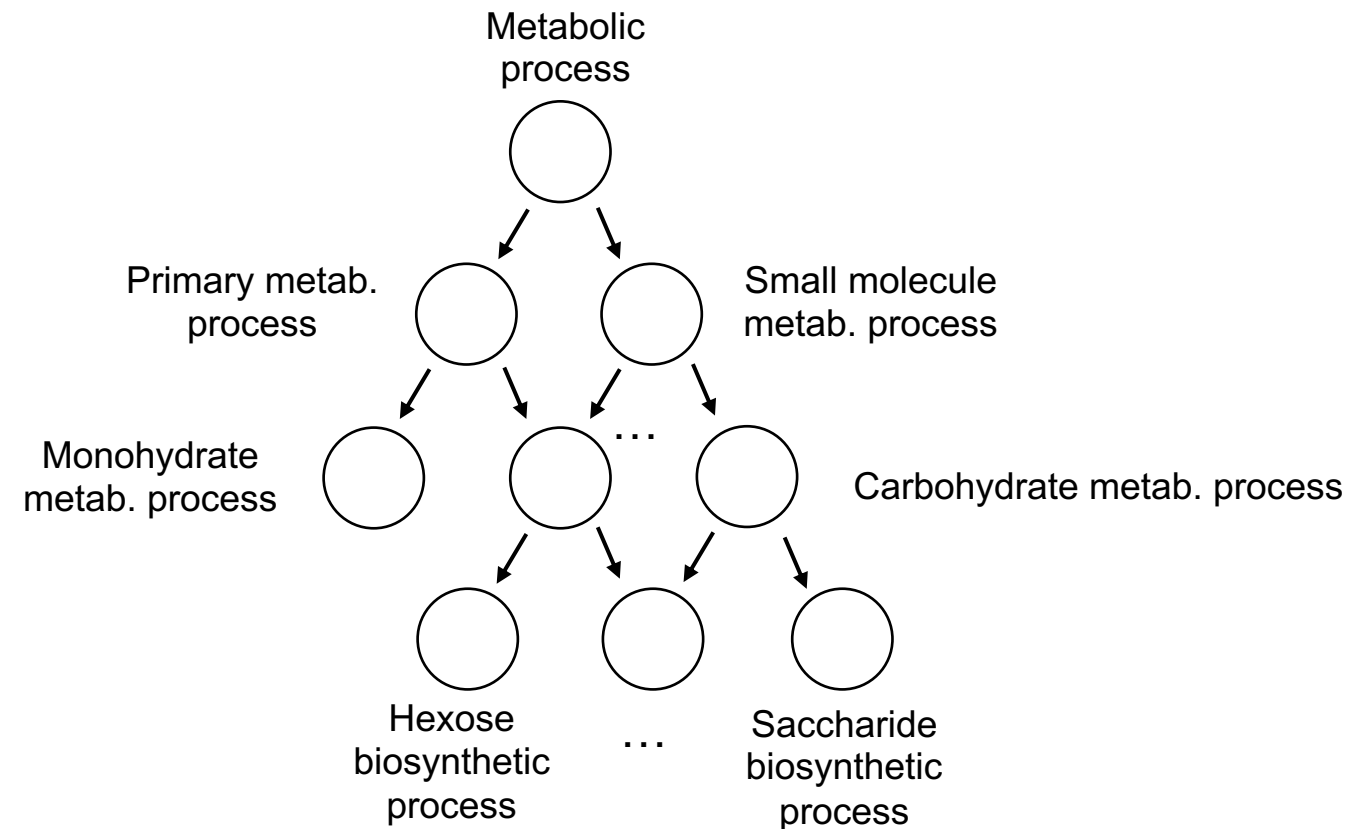 Metabolic
process
Primary metab.
process
Small molecule
metab. process
...
Monohydrate
metab. process
Carbohydrate metab. process
Hexose
biosynthetic
process
...
Saccharide
biosynthetic
process